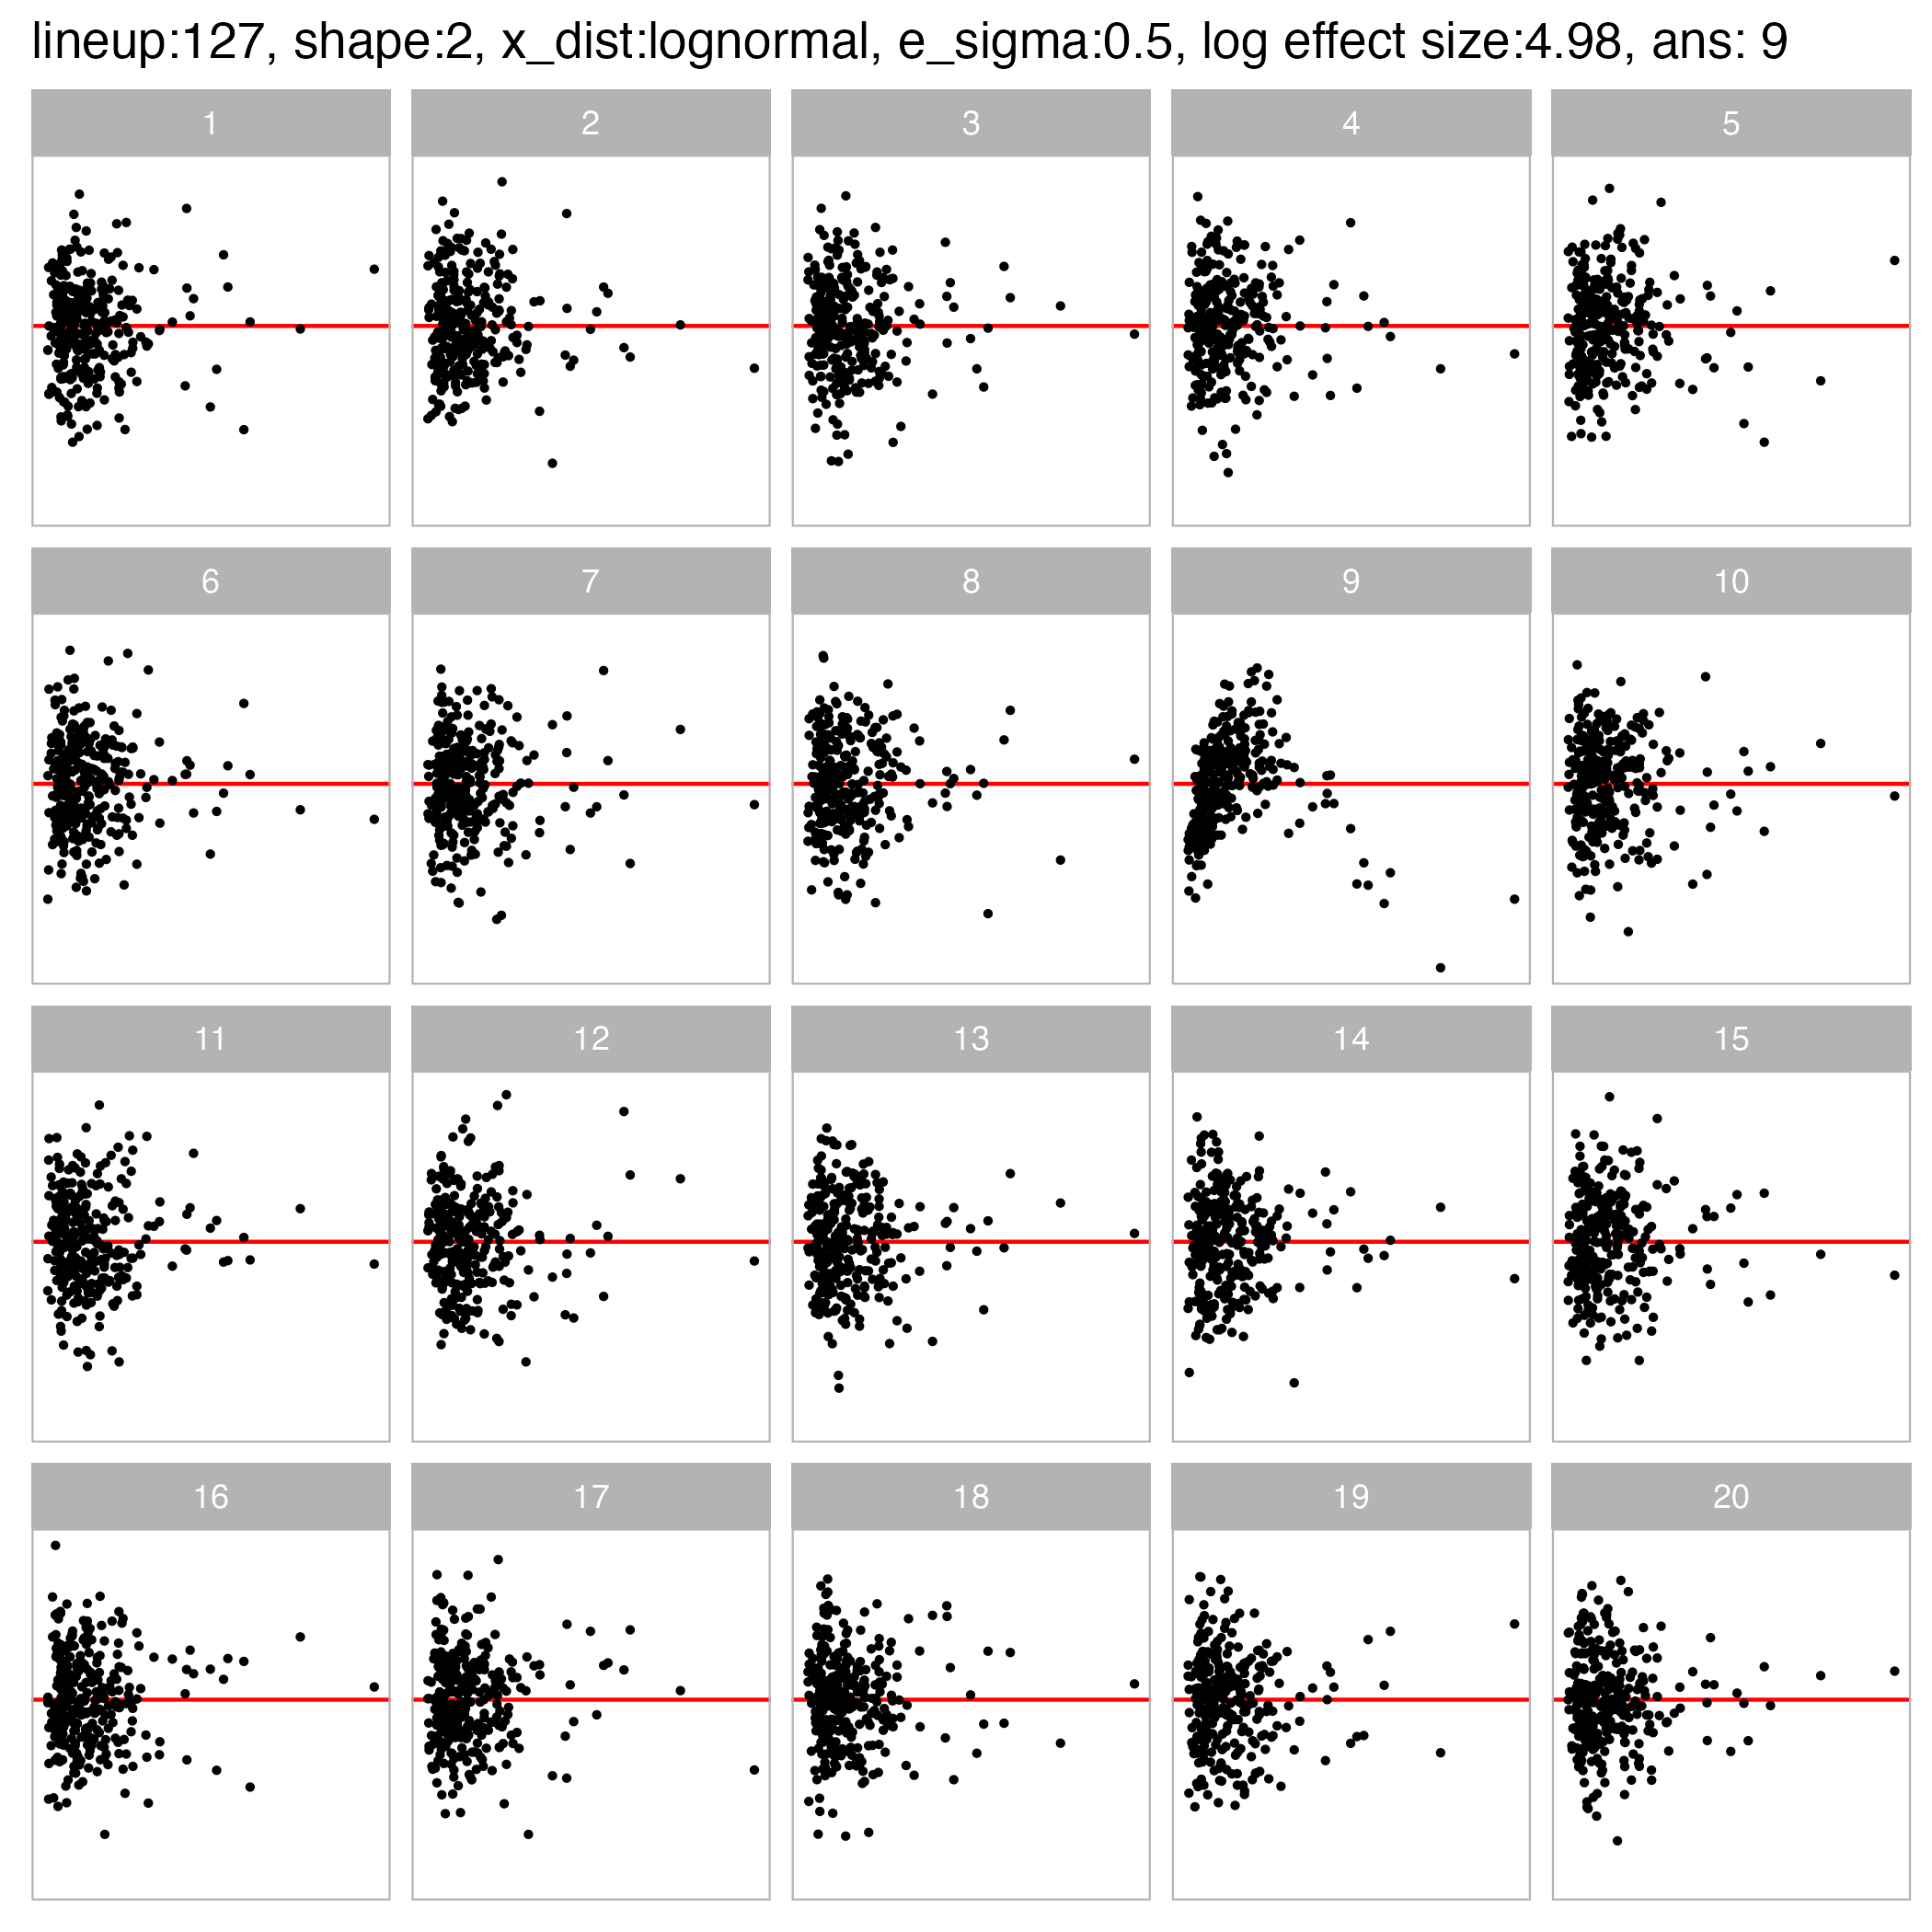 lineup:127, shape:2, x_dist:lognormal, e_sigma:0.5, log effect size:4.98, ans: 9
1 2 3 4 5
6 7 8 9 10
11 12 13 14 15
16 17 18 19 20